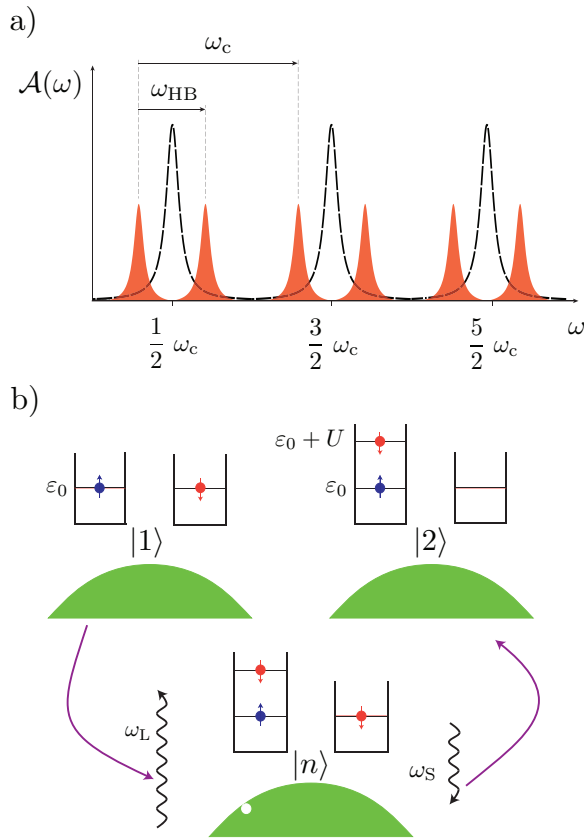 a)
ω_c
𝒜(ω)
ω_HB
1/2 ω_c 3/2 ω_c 5/2 ω_c ω
b)
ε_0 + U
ε_0 ε_0
|1⟩ |2⟩
ω_L ω_S
|n⟩